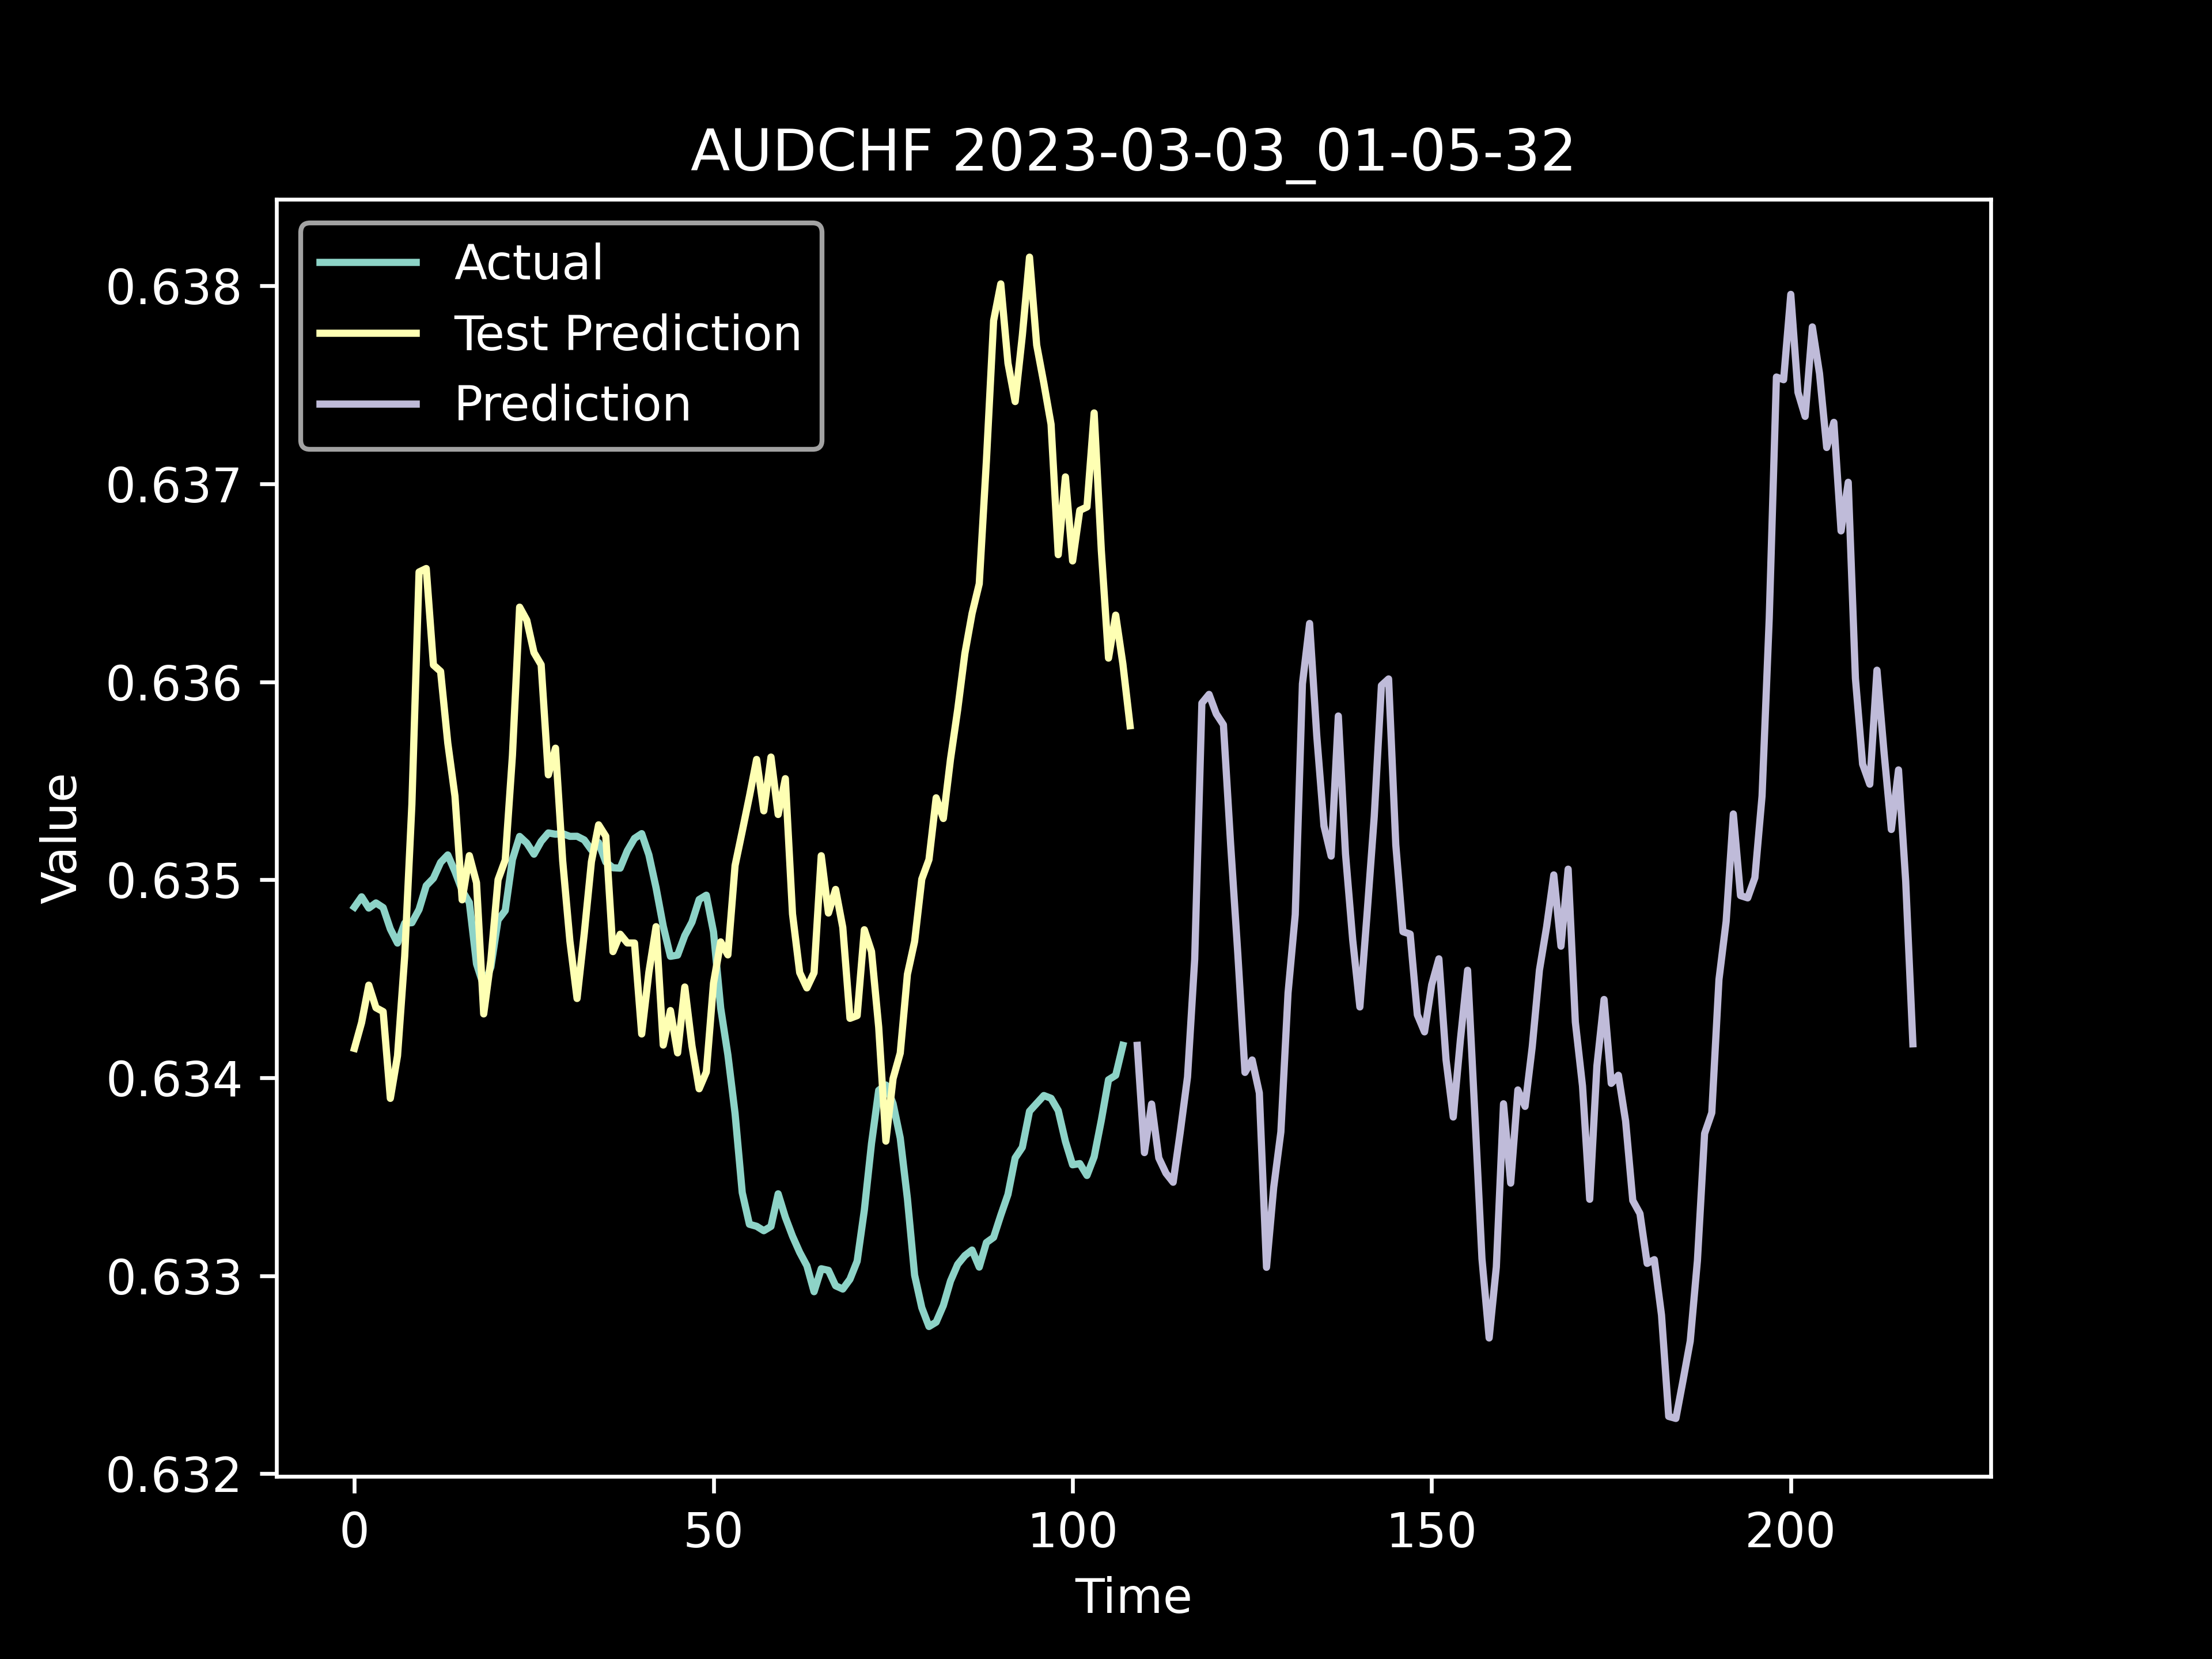 AUDCHF 2023-03-03_01-05-32
Actual
Test Prediction
Prediction
0.638
0.637
0.636
0.635
0.634
0.633
0.632
Value
0 50 100 150 200
Time